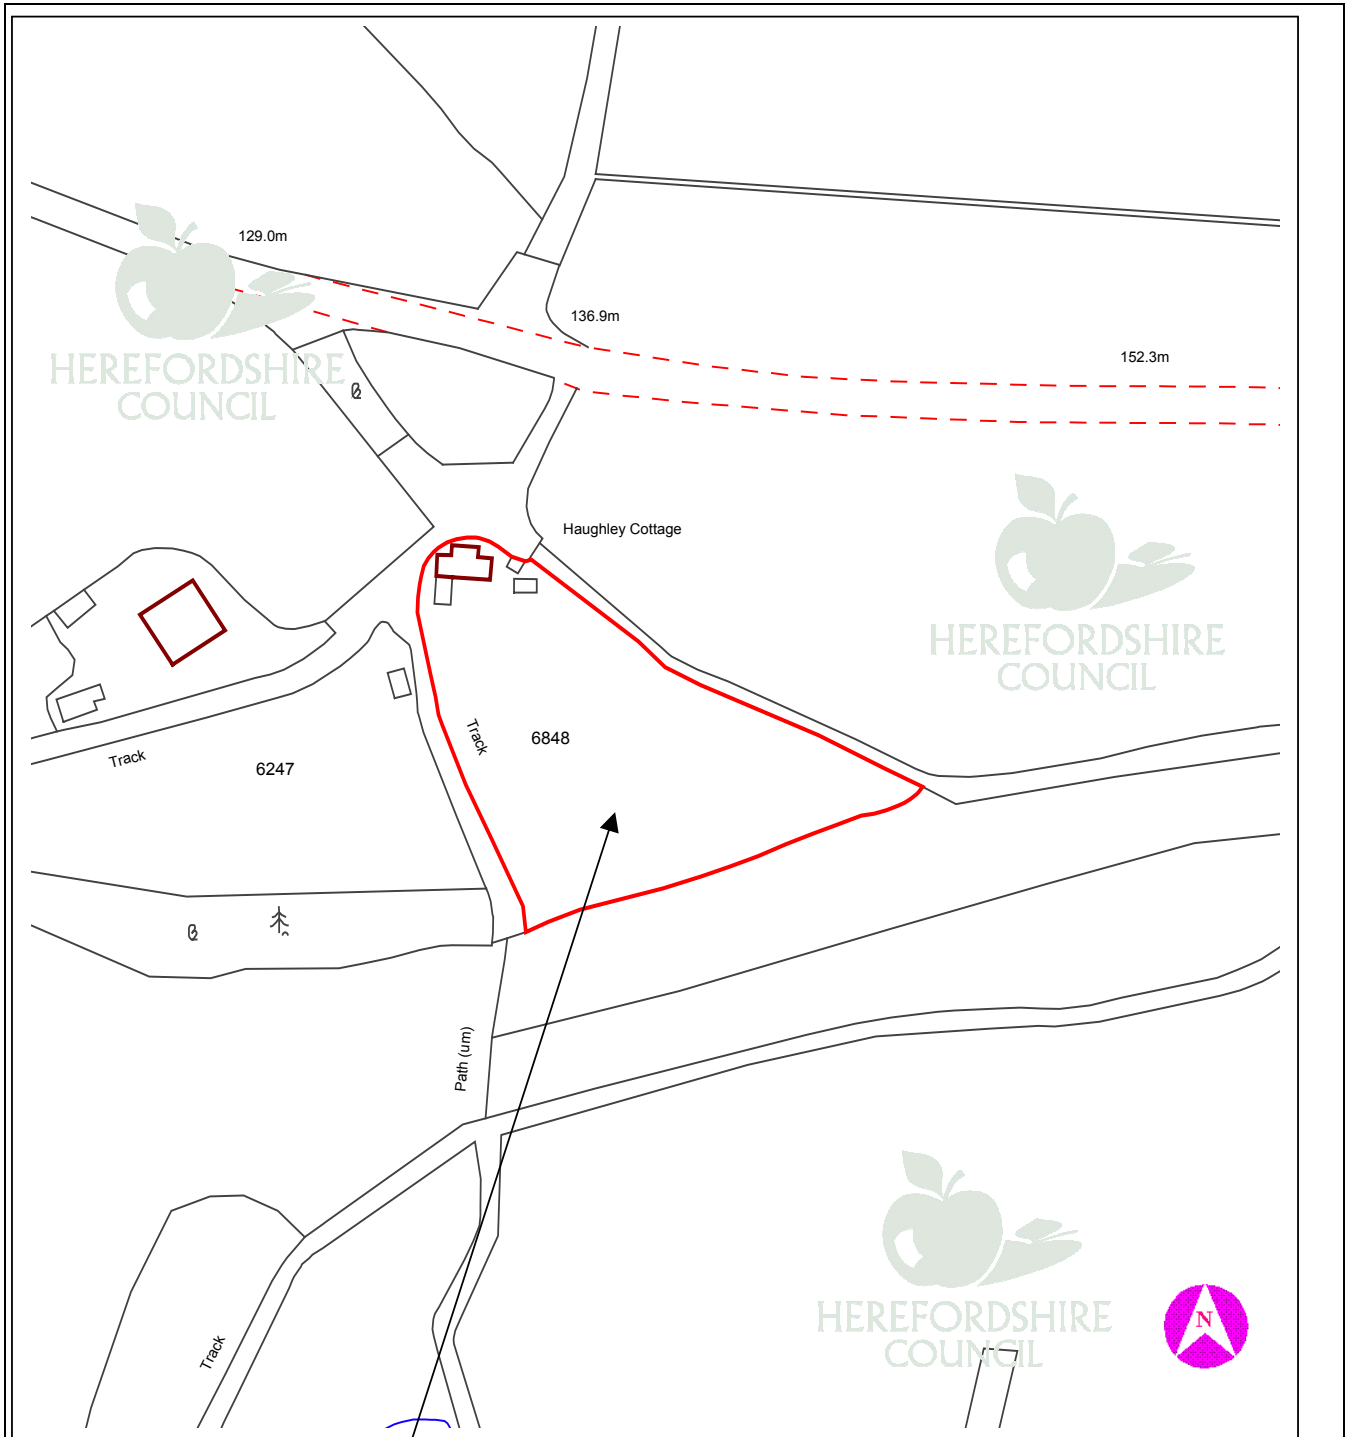 129.0m
136.9m
152.3m
HEREFORDSHIRE
COUNCIL
Haughley Cottage
HEREFORDSHIRE
COUNCIL
Track
6848
Track
6247
Path (um)
HEREFORDSHIRE
COUNCIL
N
Track